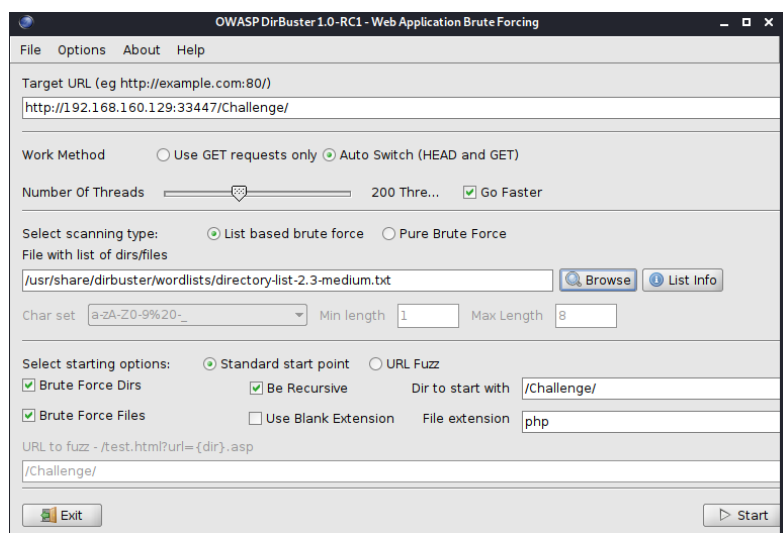 OWASP DirBuster 1.0-RC1 - Web Application Brute Forcing
File Options About Help
Target URL (eg http://example.com:80/)
http://192.168.160.129:33447/Challenge/
Work Method Use GET requests only Auto Switch (HEAD and GET)
Number Of Threads 200 Thre... Go Faster
Select scanning type: List based brute force Pure Brute Force
File with list of dirs/files
/usr/share/dirbuster/wordlists/directory-list-2.3-medium.txt Browse List Info
Char set a-zA-Z0-9%20-_ Min length 1 Max Length 8
Select starting options: Standard start point URL Fuzz
Brute Force Dirs Be Recursive Dir to start with /Challenge/
Brute Force Files Use Blank Extension File extension php
URL to fuzz - /test.html?url={dir}.asp
/Challenge/
Exit Start